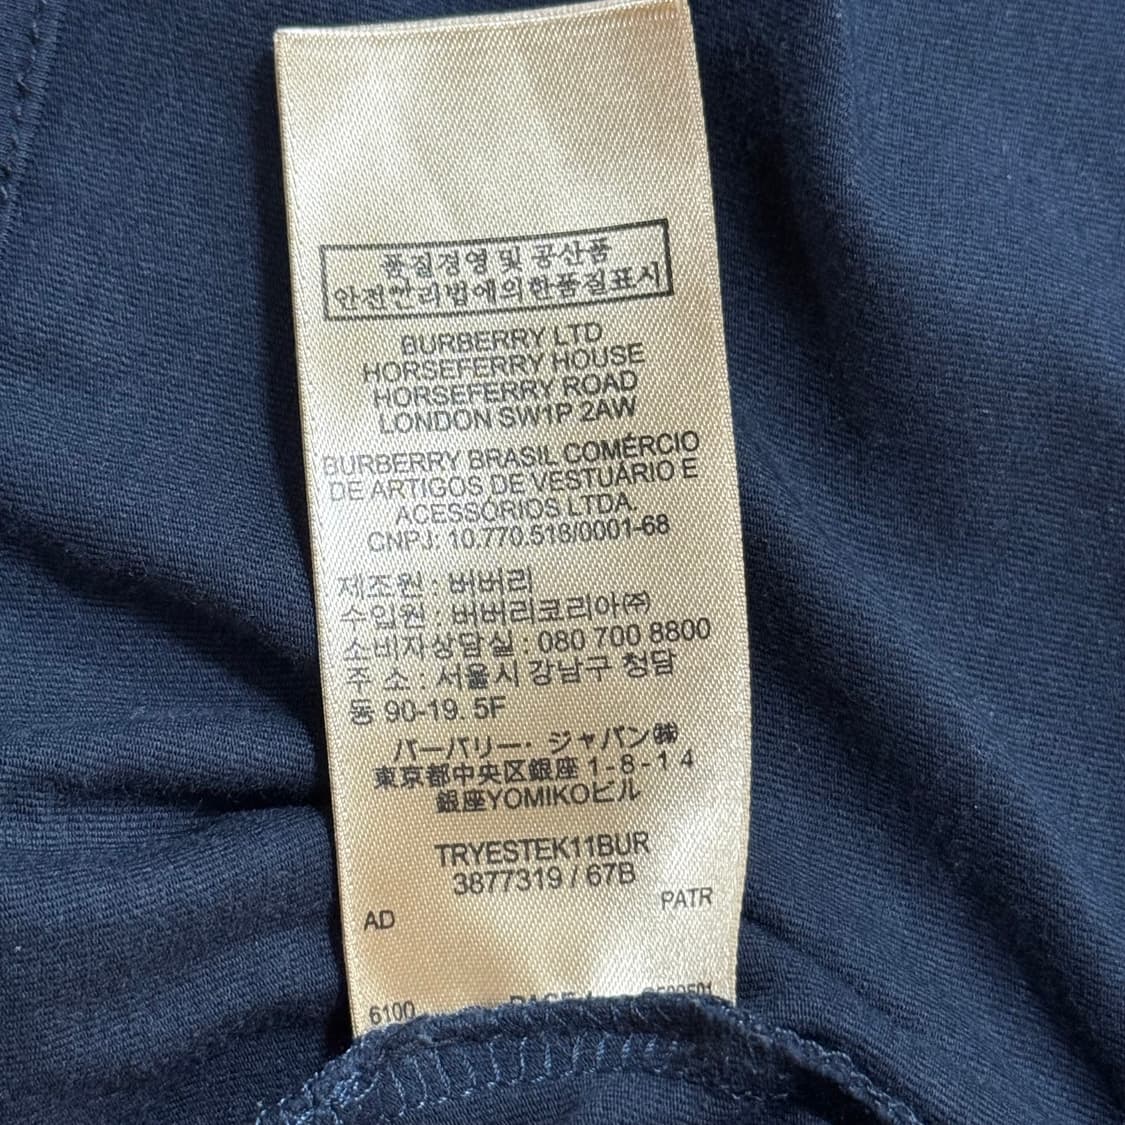 품질경영 및 공산품
안전관리법에의한품질표시
BURBERRY LTD
HORSEFERRY HOUSE
HORSEFERRY ROAD
LONDON SW1P 2AW
BURBERRY BRASIL COMÉRCIO
DE ARTIGOS DE VESTUÁRIO E
ACESSÓRIOS LTDA.
CNPJ: 10.770.518/0001-68
제조원 : 버버리
수입원 : 버버리코리아㈜
소비자상담실 : 080 700 8800
주 소 : 서울시 강남구 청담
동 90-19. 5F
バーバリー・ジャパン㈱
東京都中央区銀座 1-8-14
銀座YOMIKOビル
TRYESTEK11BUR
3877319 / 67B
AD PATR
6100